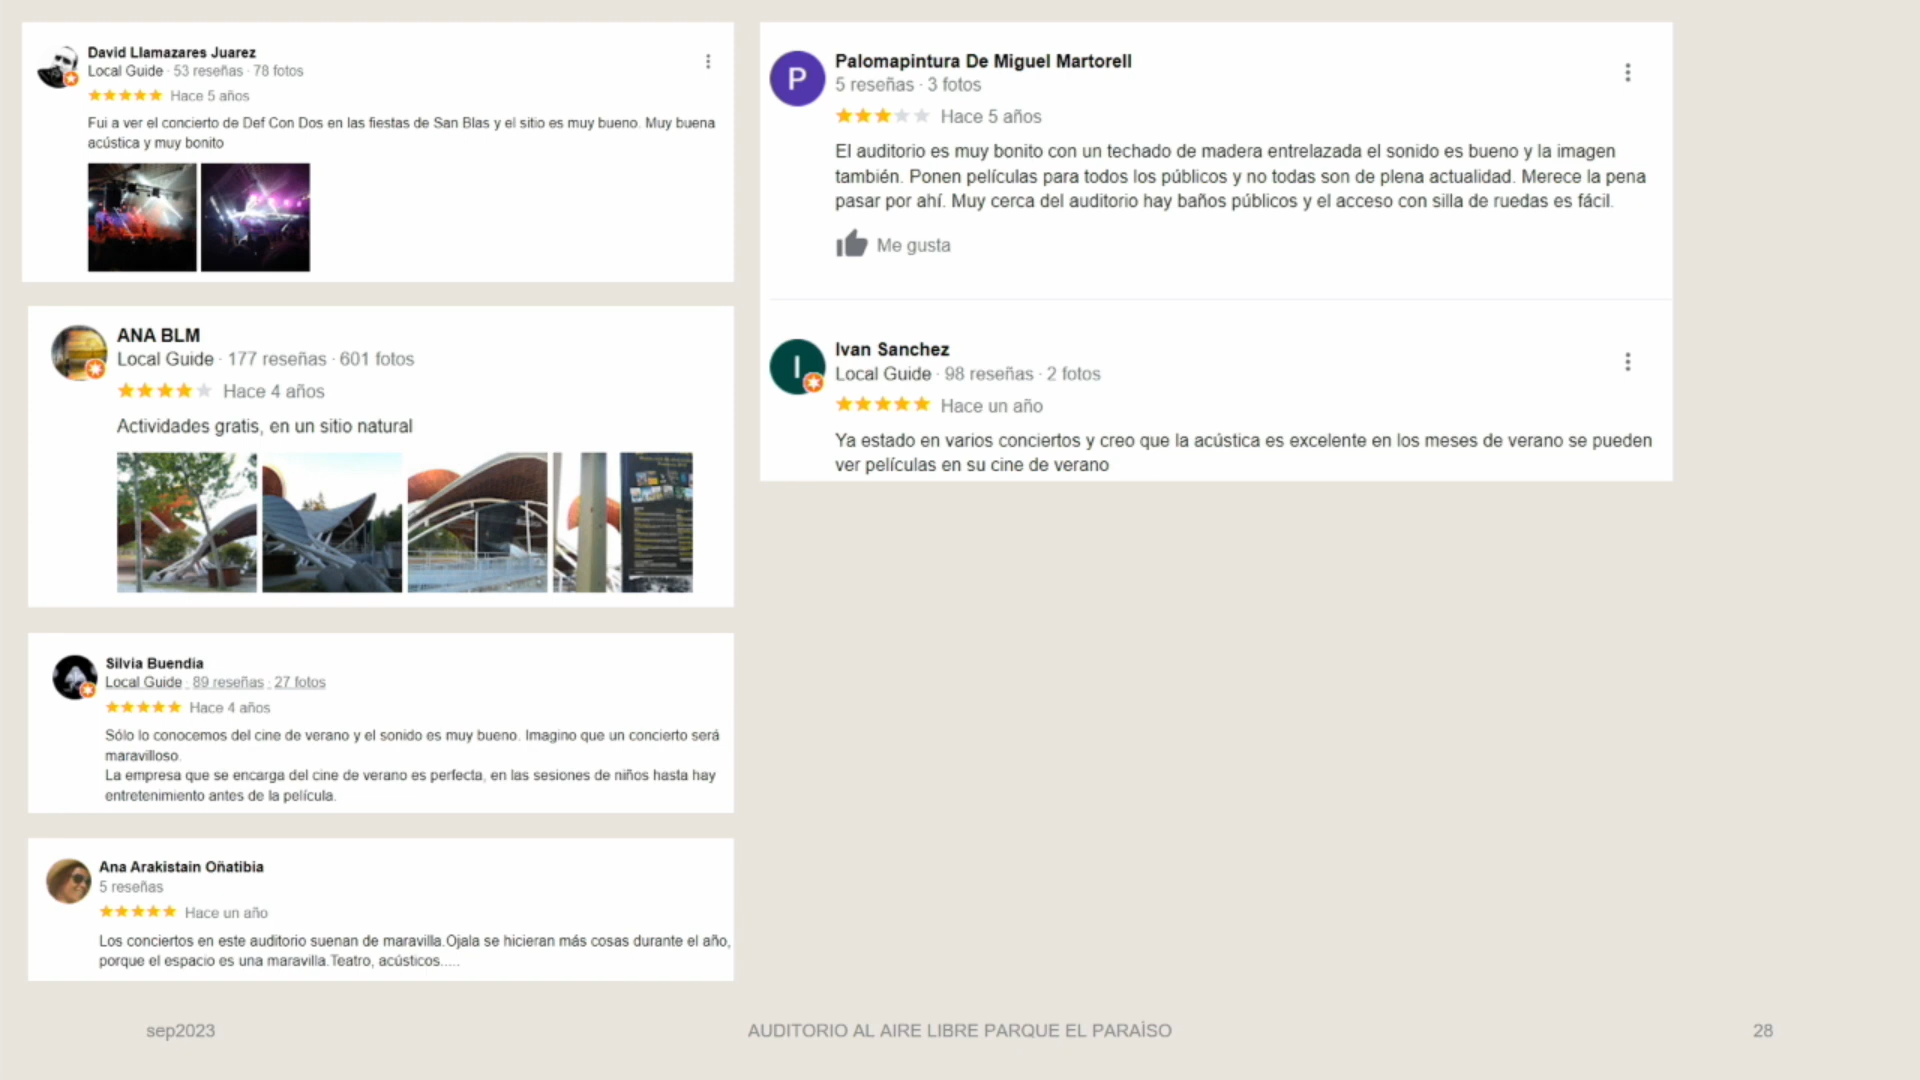 David Llamazares Juarez
Local Guide · 53 reseñas · 78 fotos
Hace 5 años
Fui a ver el concierto de Def Con Dos en las fiestas de San Blas y el sitio es muy bueno. Muy buena
acústica y muy bonito
ANA BLM
Local Guide · 177 reseñas · 601 fotos
Hace 4 años
Actividades gratis, en un sitio natural
Silvia Buendia
Local Guide · 89 reseñas · 27 fotos
Hace 4 años
Sólo lo conocemos del cine de verano y el sonido es muy bueno. Imagino que un concierto será
maravilloso.
La empresa que se encarga del cine de verano es perfecta, en las sesiones de niños hasta hay
entretenimiento antes de la película.
Ana Arakistain Oñatibia
5 reseñas
Hace un año
Los conciertos en este auditorio suenan de maravilla.Ojala se hicieran más cosas durante el año,
porque el espacio es una maravilla.Teatro, acústicos.....
P
Palomapintura De Miguel Martorell
5 reseñas · 3 fotos
Hace 5 años
El auditorio es muy bonito con un techado de madera entrelazada el sonido es bueno y la imagen
también. Ponen películas para todos los públicos y no todas son de plena actualidad. Merece la pena
pasar por ahí. Muy cerca del auditorio hay baños públicos y el acceso con silla de ruedas es fácil.
Me gusta
I
Ivan Sanchez
Local Guide · 98 reseñas · 2 fotos
Hace un año
Ya estado en varios conciertos y creo que la acústica es excelente en los meses de verano se pueden
ver películas en su cine de verano
sep2023
AUDITORIO AL AIRE LIBRE PARQUE EL PARAÍSO
28